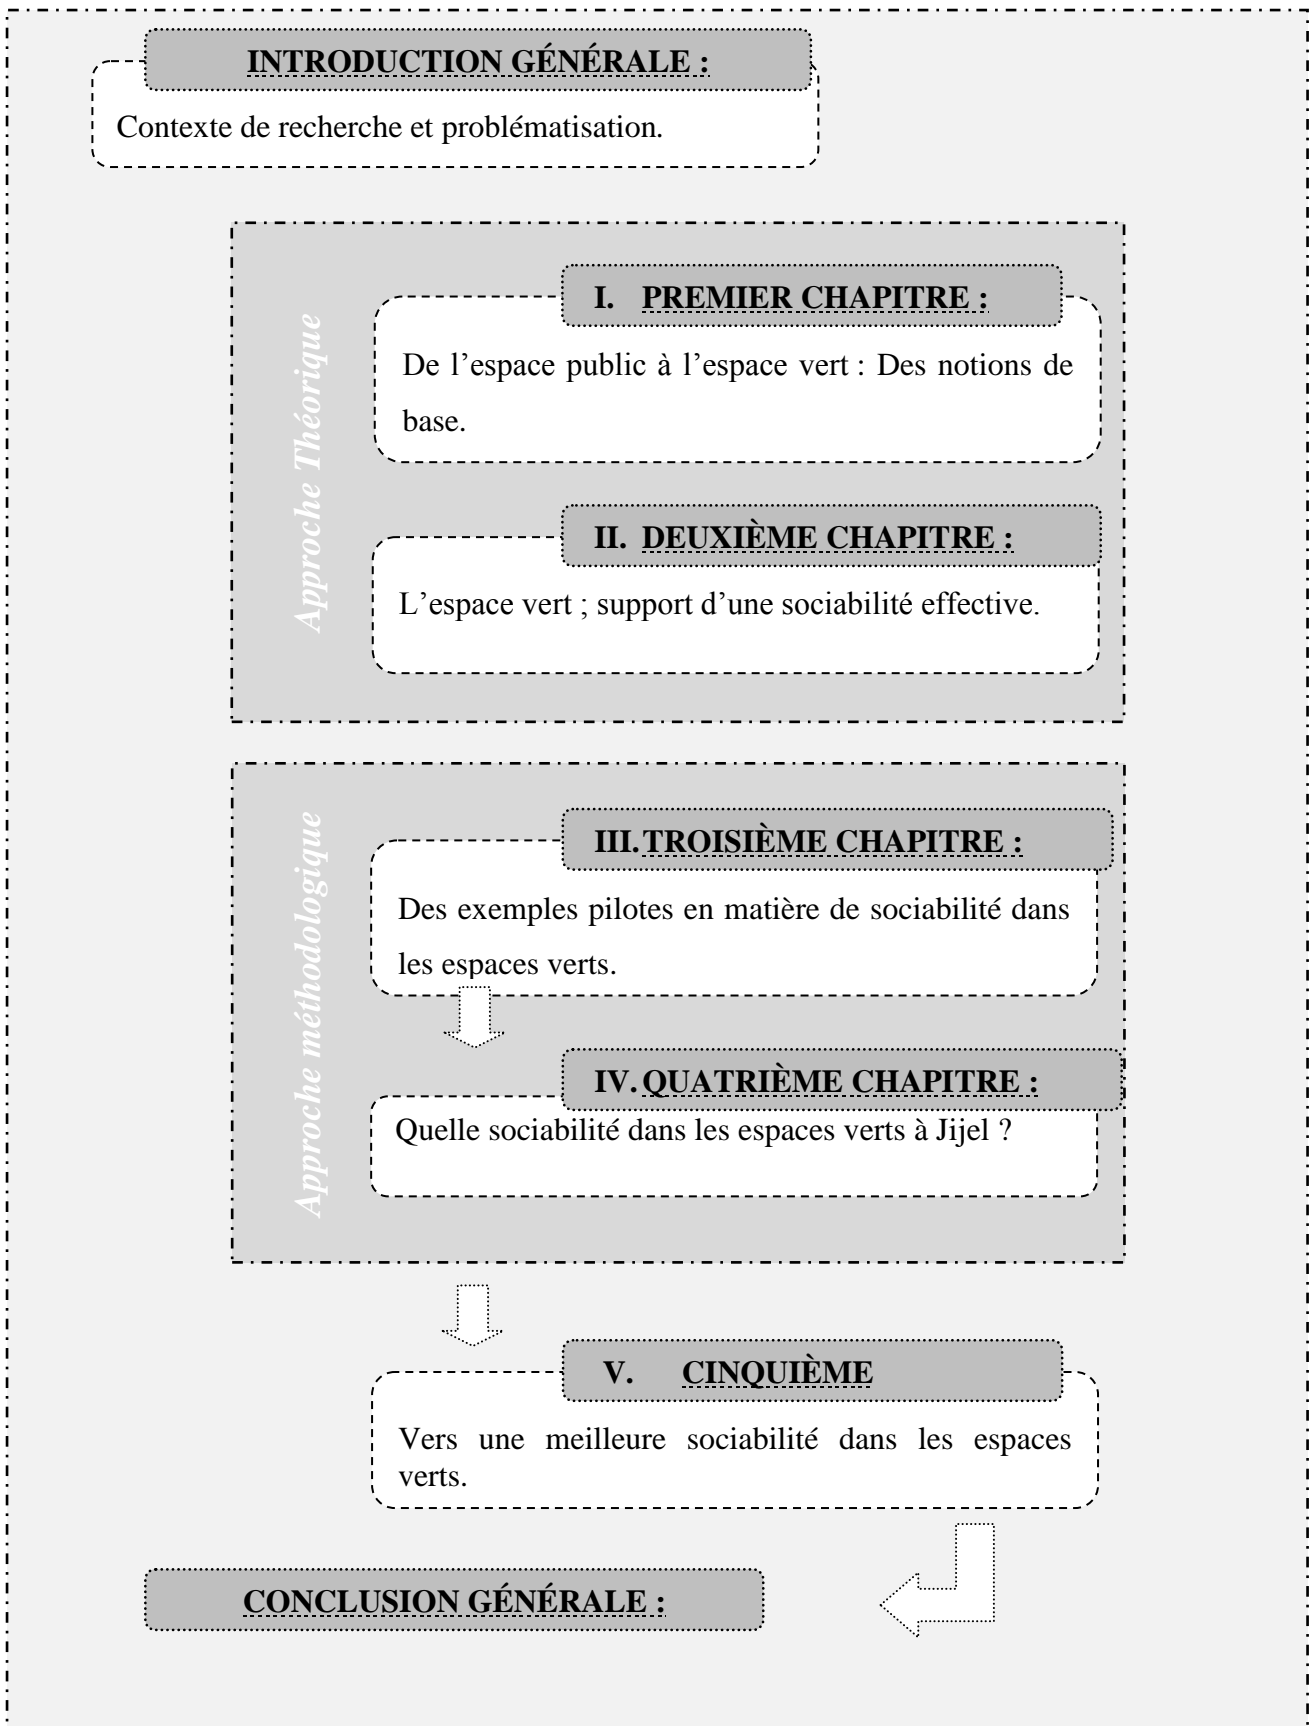 INTRODUCTION GÉNÉRALE :
Contexte de recherche et problématisation.
Approche Théorique
I. PREMIER CHAPITRE :
De l’espace public à l’espace vert : Des notions de
base.
II. DEUXIÈME CHAPITRE :
L’espace vert ; support d’une sociabilité effective.
Approche méthodologique
III. TROISIÈME CHAPITRE :
Des exemples pilotes en matière de sociabilité dans
les espaces verts.
IV. QUATRIÈME CHAPITRE :
Quelle sociabilité dans les espaces verts à Jijel ?
V. CINQUIÈME
Vers une meilleure sociabilité dans les espaces
verts.
CONCLUSION GÉNÉRALE :